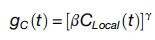 g_C(t) = [βC_Local(t)]^γ